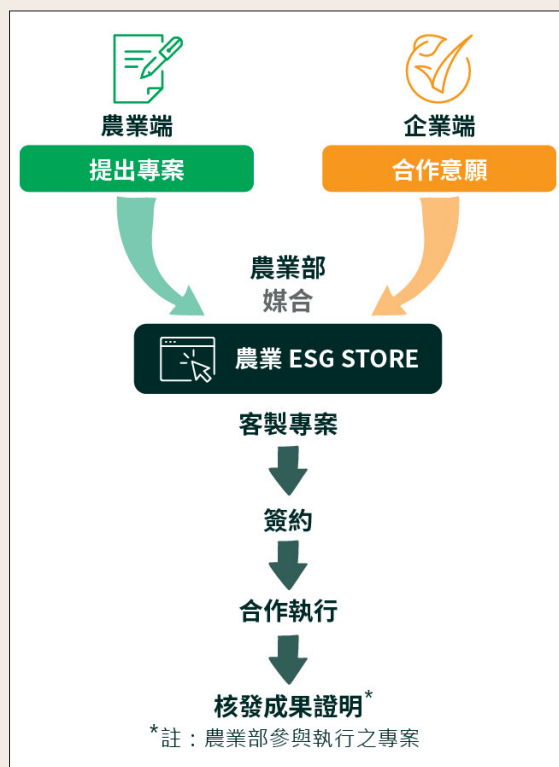 農業端
企業端
提出專案
合作意願
農業部
媒合
農業 ESG STORE
客製專案
簽約
合作執行
核發成果證明*
*註：農業部參與執行之專案